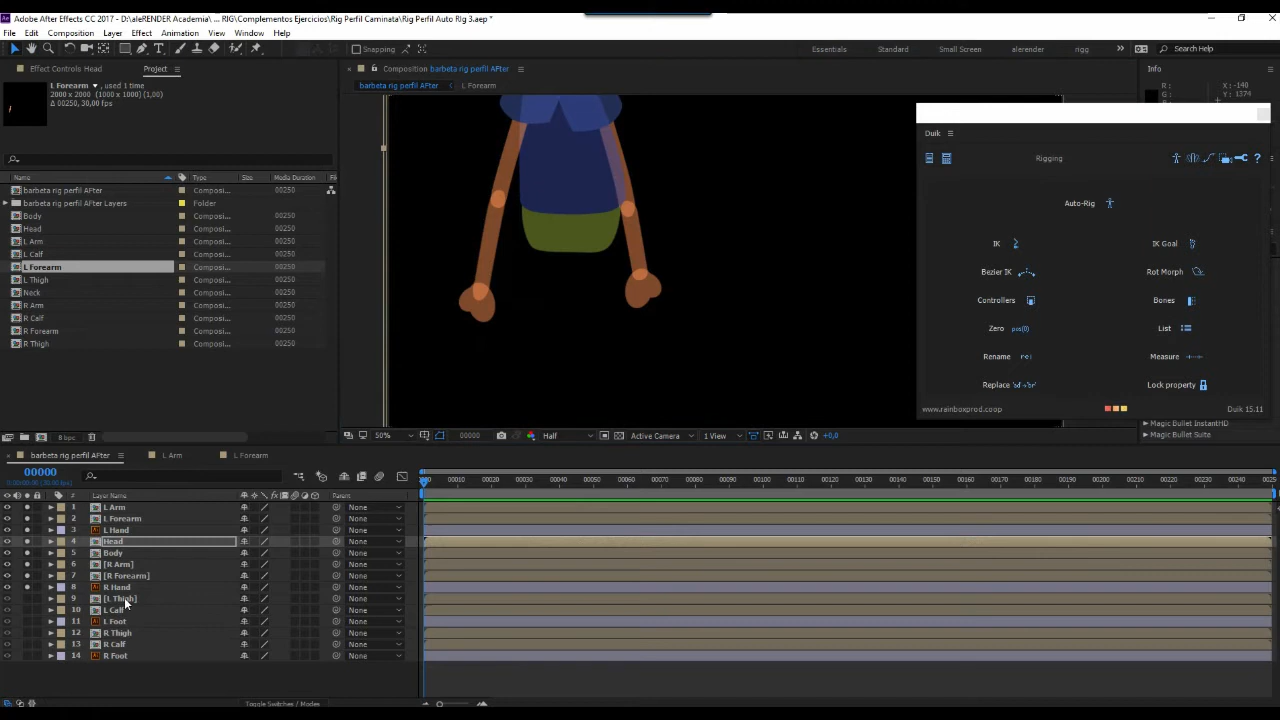 Adobe After Effects CC 2017 - D:\aleRENDER Academia\... RIG\Complementos Ejercicios\Rig Perfil Caminata\Rig Perfil Auto RIg 3.aep *
File Edit Composition Layer Effect Animation View Window Help
Snapping Essentials Standard Small Screen alerender rigg Search Help
Effect Controls Head Project Composition barbeta rig perfil AFter Info
L Forearm , used 1 time barbeta rig perfil AFter L Forearm R : X : -140
2000 x 2000 (1000 x 1000) (1,00) G : Y : 1374
Δ 00250, 30,00 fps B :
Duik
Rigging
Name Type Size Media Duration
barbeta rig perfil AFter Composi... 00250
barbeta rig perfil AFter Layers Folder
Body Composi... 00250
Head Composi... 00250
L Arm Composi... 00250
L Calf Composi... 00250
L Forearm Composi... 00250
L Thigh Composi... 00250
Neck Composi... 00250
R Arm Composi... 00250
R Calf Composi... 00250
R Forearm Composi... 00250
R Thigh Composi... 00250
Auto-Rig
IK IK Goal
Bezier IK Rot Morph
Controllers Bones
Zero pos(0) List
Rename Measure
Replace Lock property
www.rainboxprod.coop Duik 15.11
Magic Bullet InstantHD
Magic Bullet Suite
8 bpc 50% 00000 Half Active Camera 1 View +0,0
barbeta rig perfil AFter L Arm L Forearm
00000
00010 00020 00030 00040 00050 00060 00070 00080 00090 00100 00110 00120 00130 00140 00150 00160 00170 00180 00190 00200 00210 00220 00230 00240
# Layer Name fx Parent
1 L Arm None
2 L Forearm None
3 L Hand None
4 Head None
5 Body None
6 [R Arm] None
7 [R Forearm] None
8 R Hand None
9 [L Thigh] None
10 L Calf None
11 L Foot None
12 R Thigh None
13 R Calf None
14 R Foot None
Toggle Switches / Modes